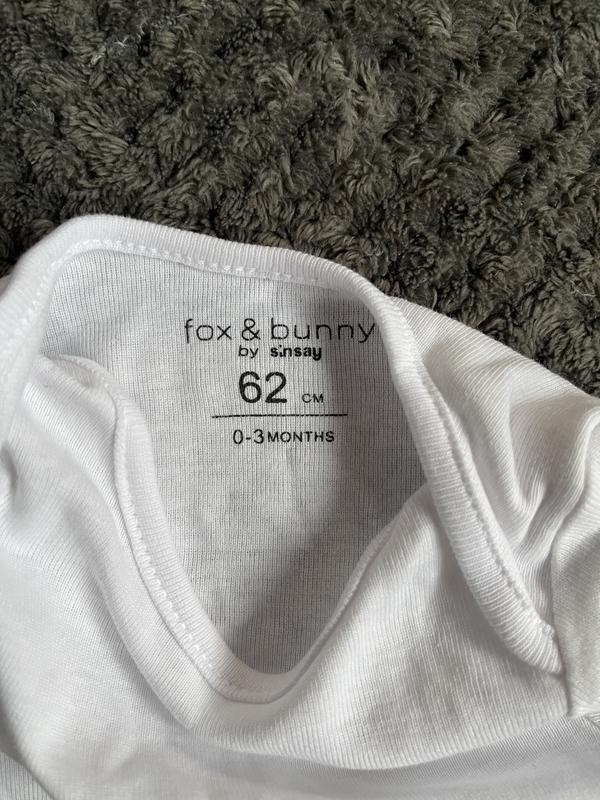 fox & bunny
by sinsay
62 CM
0-3 MONTHS